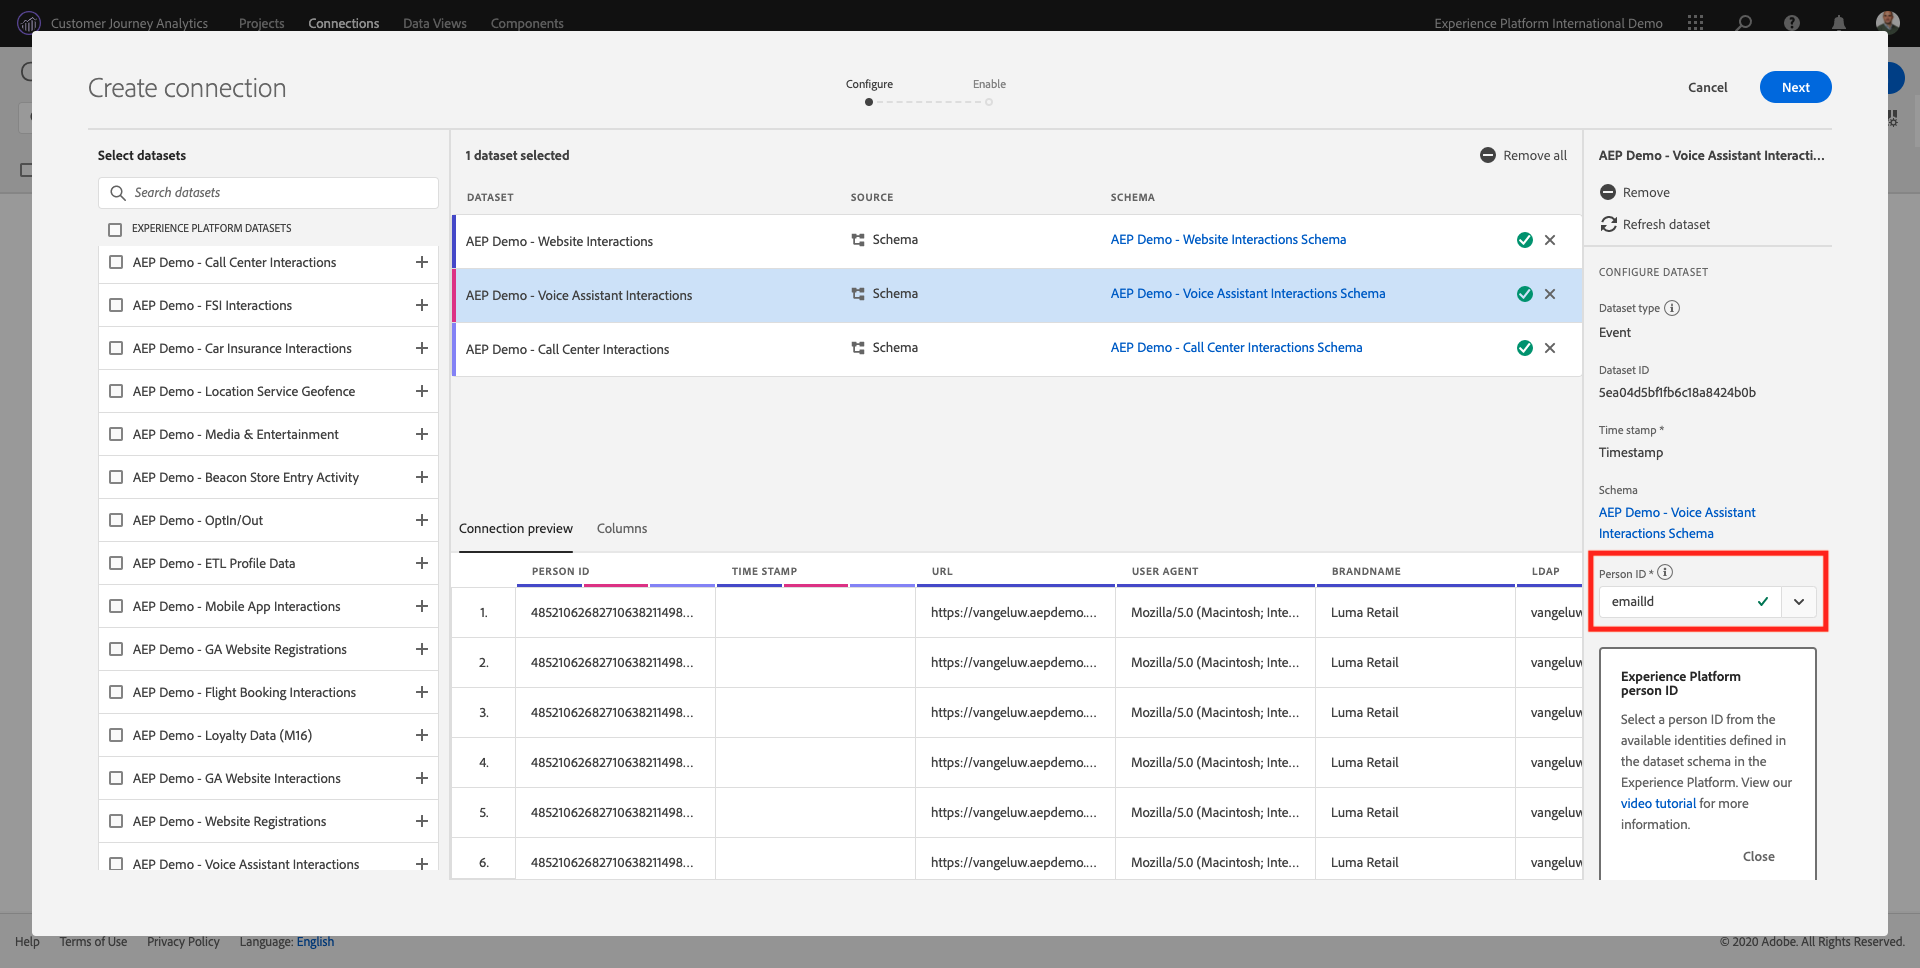 Customer Journey Analytics Projects Connections Data Views Components Experience Platform International Demo
Create connection
Configure Enable
Cancel Next
Select datasets
Search datasets
EXPERIENCE PLATFORM DATASETS
AEP Demo - Call Center Interactions
AEP Demo - FSI Interactions
AEP Demo - Car Insurance Interactions
AEP Demo - Location Service Geofence
AEP Demo - Media & Entertainment
AEP Demo - Beacon Store Entry Activity
AEP Demo - OptIn/Out
AEP Demo - ETL Profile Data
AEP Demo - Mobile App Interactions
AEP Demo - GA Website Registrations
AEP Demo - Flight Booking Interactions
AEP Demo - Loyalty Data (M16)
AEP Demo - GA Website Interactions
AEP Demo - Website Registrations
AEP Demo - Voice Assistant Interactions
1 dataset selected Remove all
DATASET SOURCE SCHEMA
AEP Demo - Website Interactions Schema AEP Demo - Website Interactions Schema
AEP Demo - Voice Assistant Interactions Schema AEP Demo - Voice Assistant Interactions Schema
AEP Demo - Call Center Interactions Schema AEP Demo - Call Center Interactions Schema
Connection preview Columns
PERSON ID TIME STAMP URL USER AGENT BRANDNAME LDAP
1. 48521062682710638211498... https://vangeluw.aepdemo.... Mozilla/5.0 (Macintosh; Inte... Luma Retail vangeluw
2. 48521062682710638211498... https://vangeluw.aepdemo.... Mozilla/5.0 (Macintosh; Inte... Luma Retail vangeluw
3. 48521062682710638211498... https://vangeluw.aepdemo.... Mozilla/5.0 (Macintosh; Inte... Luma Retail vangeluw
4. 48521062682710638211498... https://vangeluw.aepdemo.... Mozilla/5.0 (Macintosh; Inte... Luma Retail vangeluw
5. 48521062682710638211498... https://vangeluw.aepdemo.... Mozilla/5.0 (Macintosh; Inte... Luma Retail vangeluw
6. 48521062682710638211498... https://vangeluw.aepdemo.... Mozilla/5.0 (Macintosh; Inte... Luma Retail vangeluw
AEP Demo - Voice Assistant Interacti...
Remove
Refresh dataset
CONFIGURE DATASET
Dataset type
Event
Dataset ID
5ea04d5bf1fb6c18a8424b0b
Time stamp *
Timestamp
Schema
AEP Demo - Voice Assistant
Interactions Schema
Person ID *
emailId
Experience Platform
person ID
Select a person ID from the
available identities defined in
the dataset schema in the
Experience Platform. View our
video tutorial for more
information.
Close
Help Terms of Use Privacy Policy Language: English © 2020 Adobe. All Rights Reserved.